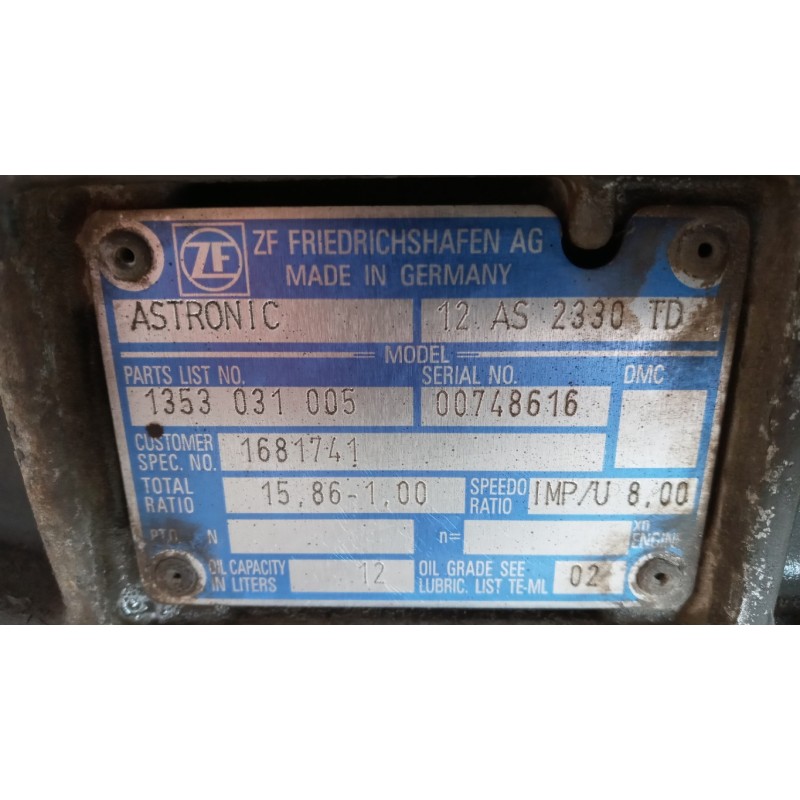 ZF ZF FRIEDRICHSHAFEN AG
MADE IN GERMANY
ASTRONIC 12 AS 2330 TD
MODEL
PARTS LIST NO. SERIAL NO. DMC
1353 031 005 00748616
CUSTOMER
SPEC. NO. 1681741
TOTAL
RATIO 15,86-1,00 SPEEDO
RATIO IMP/U 8,00
N n= xn
ENGINE
OIL CAPACITY
IN LITERS 12 OIL GRADE SEE
LUBRIC. LIST TE-ML 02